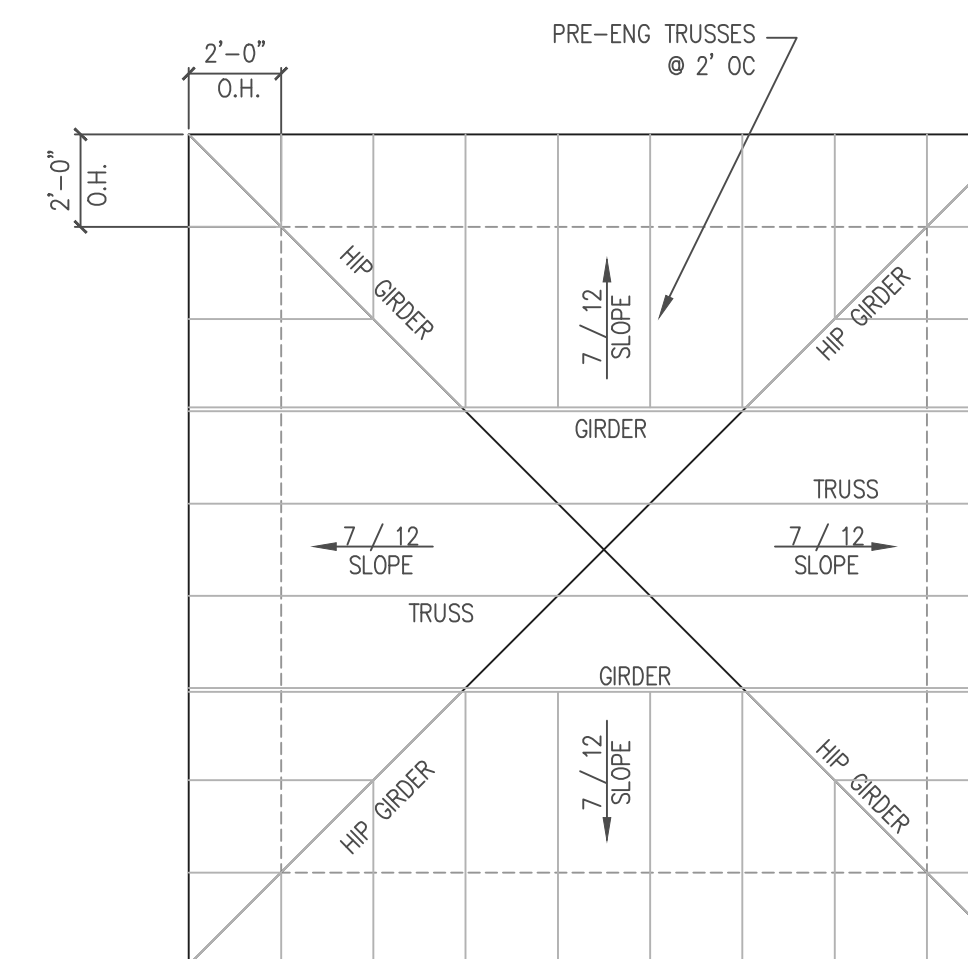 PRE-ENG TRUSSES
@ 2' OC
2'-0"
O.H.
2'-0"
O.H.
HIP GIRDER
7 / 12
SLOPE
HIP GIRDER
GIRDER
TRUSS
7 / 12
SLOPE
7 / 12
SLOPE
TRUSS
GIRDER
HIP GIRDER
7 / 12
SLOPE
HIP GIRDER